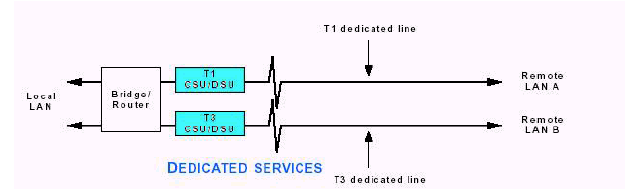 T1 dedicated line
Local
LAN
Bridge/
Router
T1
CSU/DSU
T3
CSU/DSU
Remote
LAN A
Remote
LAN B
DEDICATED SERVICES
T3 dedicated line